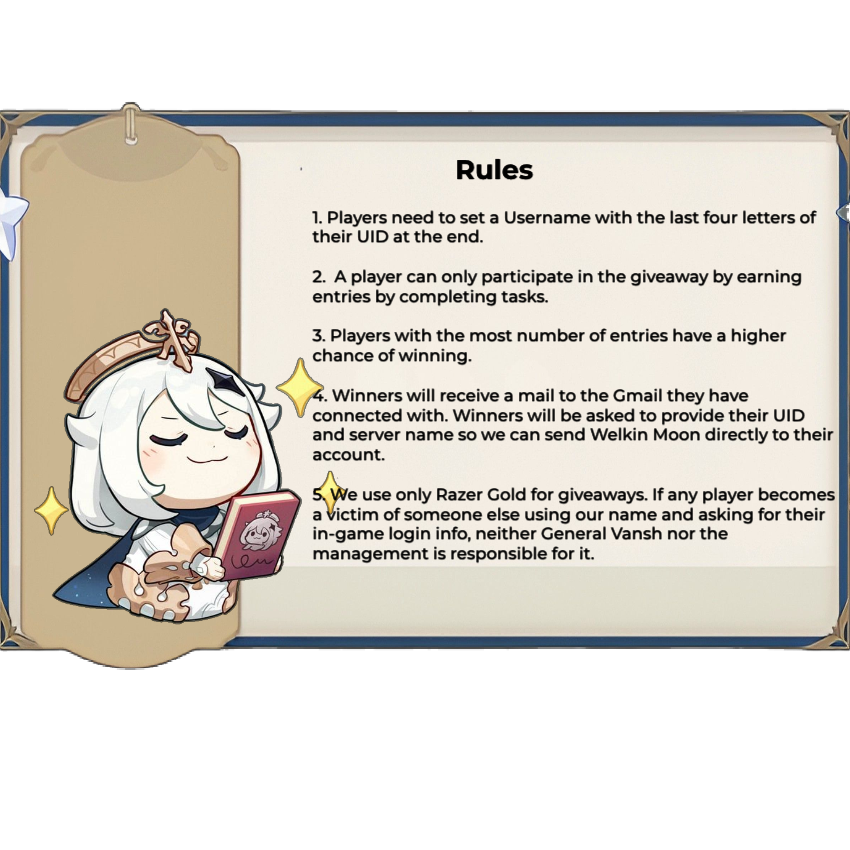 Rules
1. Players need to set a Username with the last four letters of
their UID at the end.
2. A player can only participate in the giveaway by earning
entries by completing tasks.
3. Players with the most number of entries have a higher
chance of winning.
4. Winners will receive a mail to the Gmail they have
connected with. Winners will be asked to provide their UID
and server name so we can send Welkin Moon directly to their
account.
5. We use only Razer Gold for giveaways. If any player becomes
a victim of someone else using our name and asking for their
in-game login info, neither General Vansh nor the
management is responsible for it.